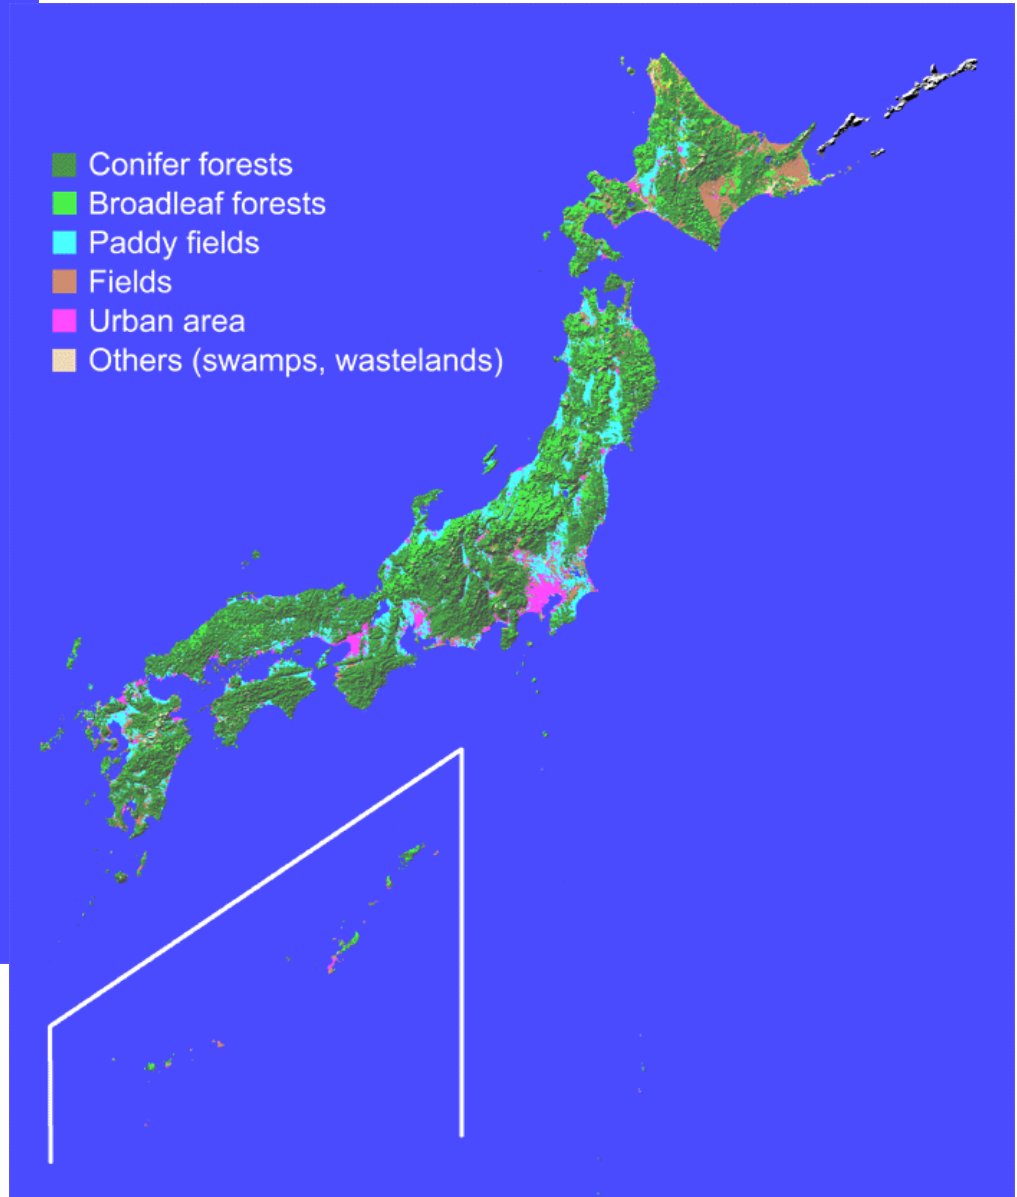 Conifer forests
Broadleaf forests
Paddy fields
Fields
Urban area
Others (swamps, wastelands)